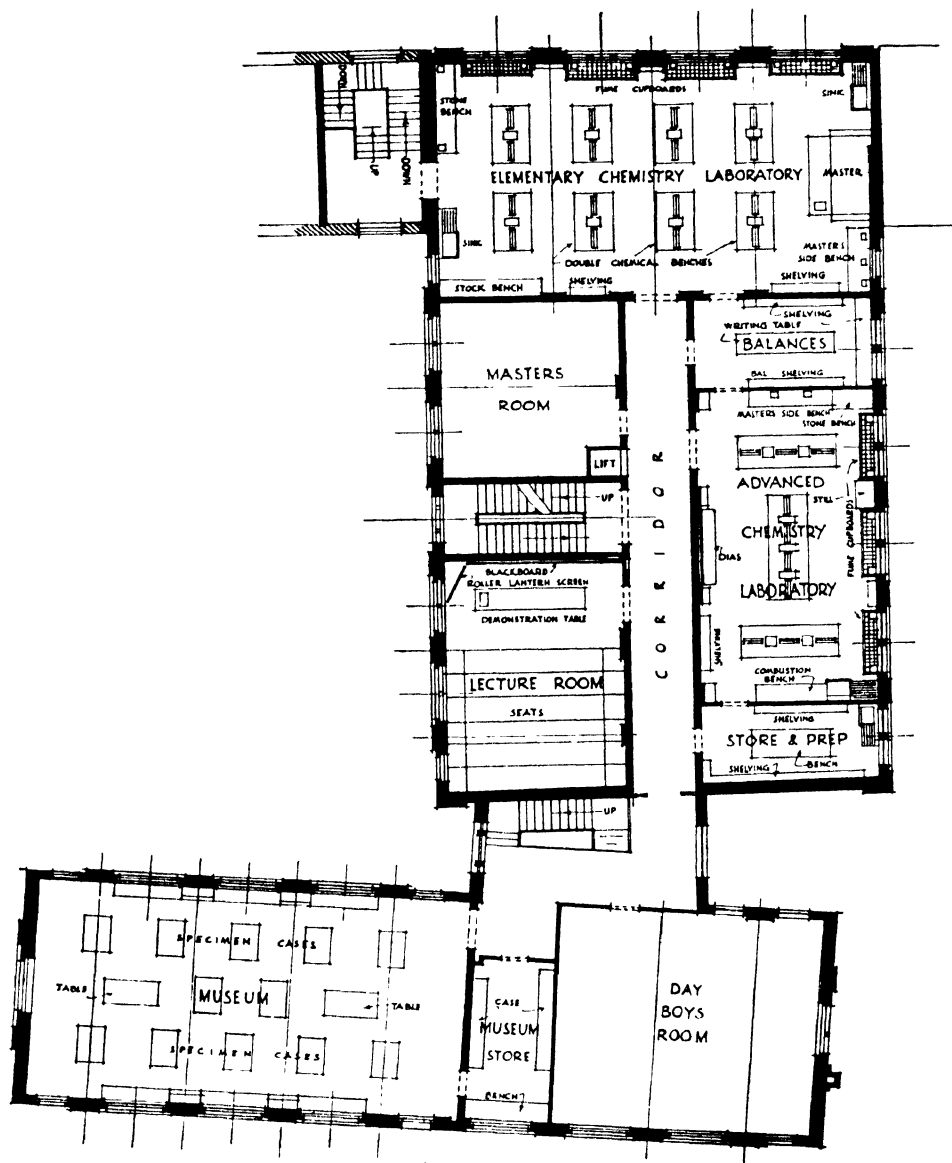 DOWN
UP
DOWN
STONE
BENCH
FUME CUPBOARDS
SINK
ELEMENTARY CHEMISTRY LABORATORY
MASTER
SINK
DOUBLE CHEMICAL BENCHES
MASTERS
SIDE BENCH
STOCK BENCH
SHELVING
SHELVING
SHELVING
WRITING TABLE
BALANCES
BAL SHELVING
MASTERS
ROOM
LIFT
MASTERS SIDE BENCH
STONE BENCH
UP
CORRIDOR
ADVANCED
CHEMISTRY
LABORATORY
STILL
FUME CUPBOARDS
DIAS
SHELVING
COMBUSTION
BENCH
BLACKBOARD
ROLLER LANTERN SCREEN
DEMONSTRATION TABLE
LECTURE ROOM
SEATS
SHELVING
STORE & PREP
SHELVING
BENCH
UP
SPECIMEN CASES
TABLE
MUSEUM
TABLE
SPECIMEN CASES
CASE
MUSEUM
STORE
BENCH
DAY
BOYS
ROOM